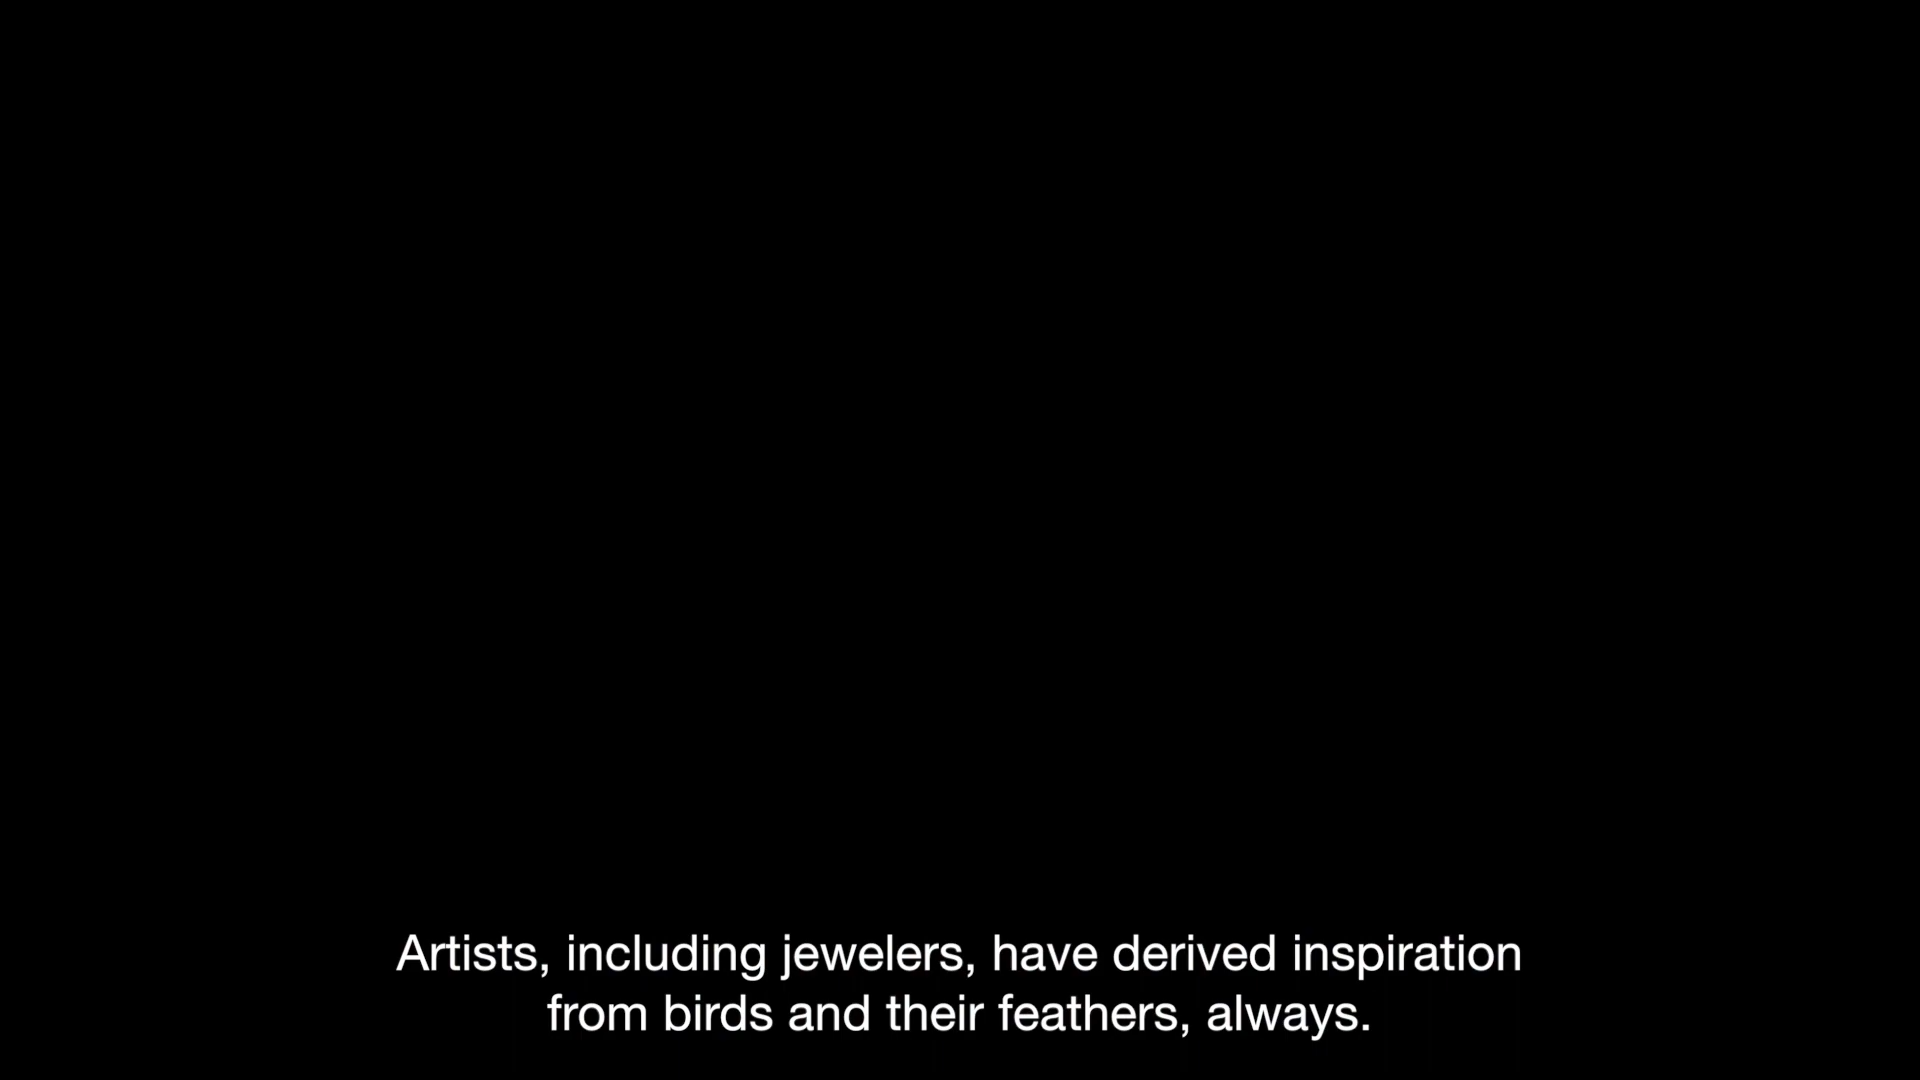 Artists, including jewelers, have derived inspiration
from birds and their feathers, always.